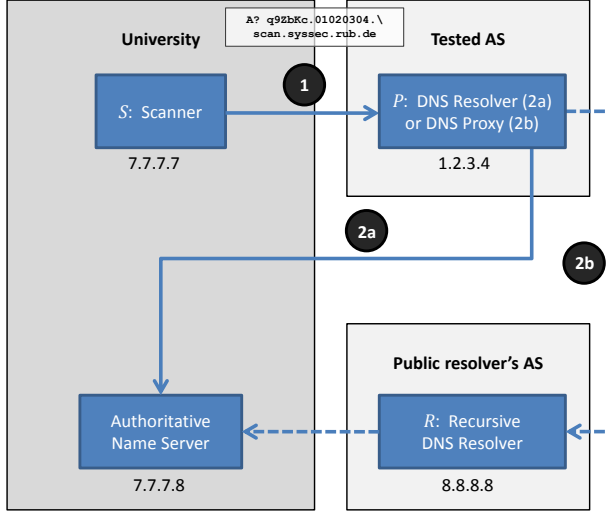 A? q9ZbKc.01020304.\
scan.syssec.rub.de
University
Tested AS
1
S: Scanner
P: DNS Resolver (2a)
or DNS Proxy (2b)
7.7.7.7
1.2.3.4
2a
2b
Public resolver's AS
Authoritative
Name Server
R: Recursive
DNS Resolver
7.7.7.8
8.8.8.8